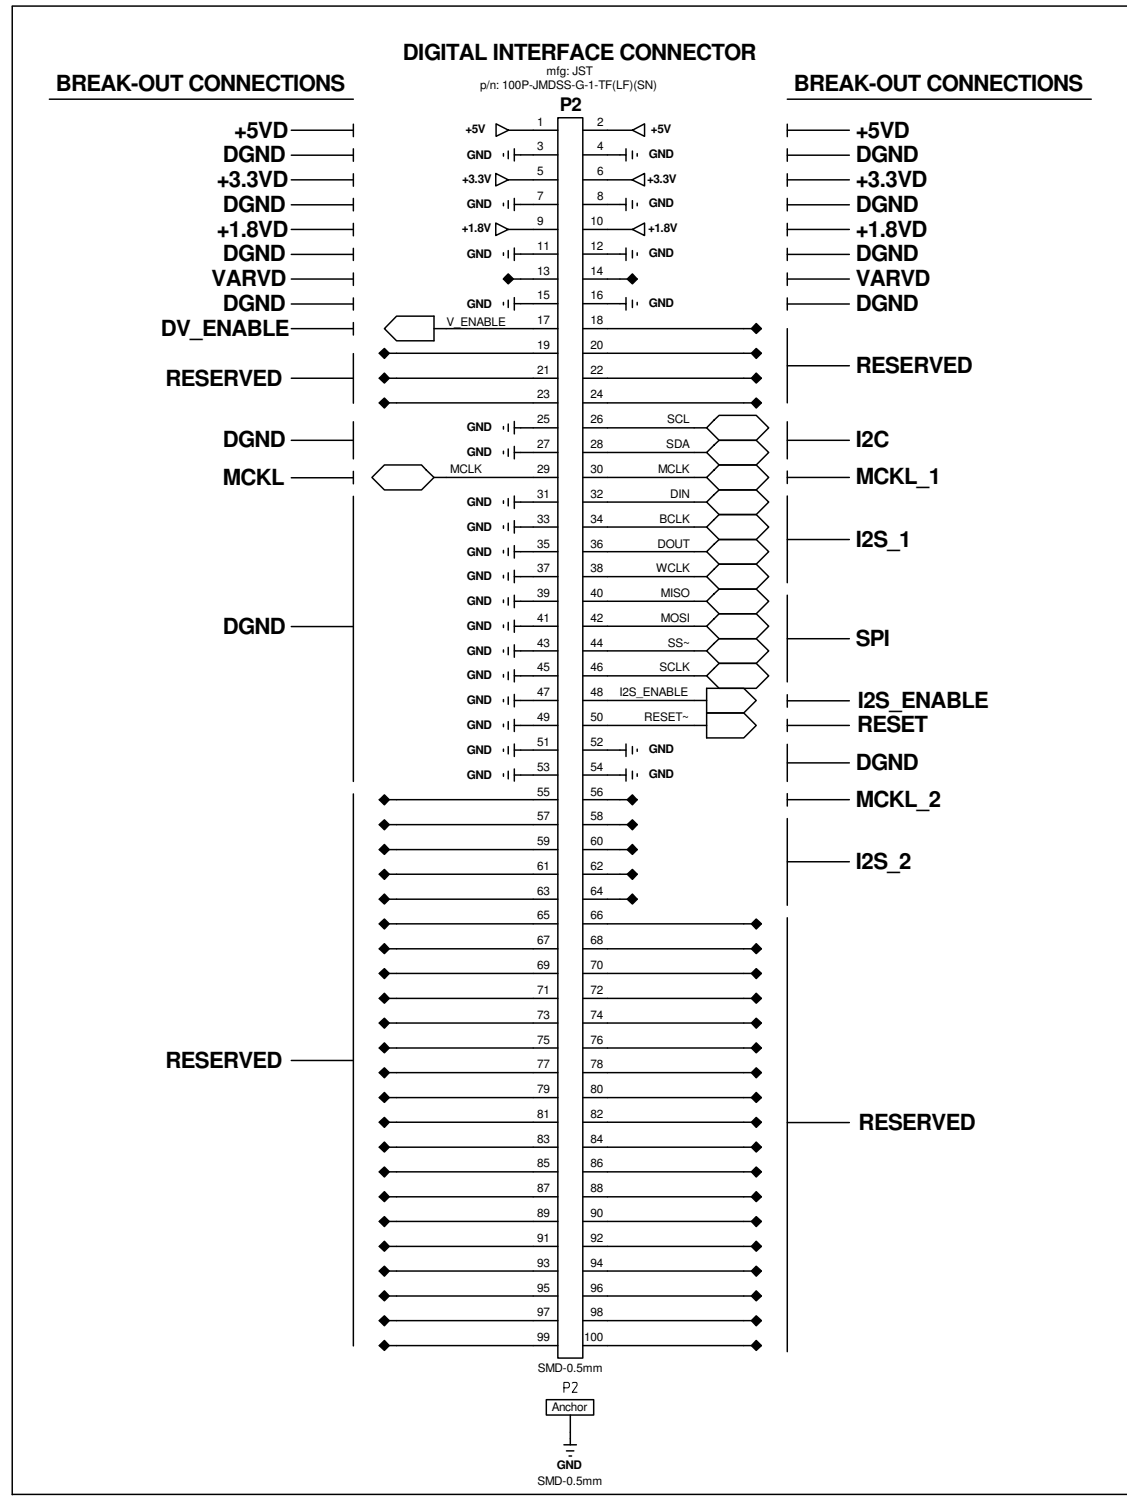 DIGITAL INTERFACE CONNECTOR
mfg: JST
p/n: 100P-JMDSS-G-1-TF(LF)(SN)
BREAK-OUT CONNECTIONS BREAK-OUT CONNECTIONS
P2
+5VD +5V 1 2 +5V +5VD
DGND GND 3 4 GND DGND
+3.3VD +3.3V 5 6 +3.3V +3.3VD
DGND GND 7 8 GND DGND
+1.8VD +1.8V 9 10 +1.8V +1.8VD
DGND GND 11 12 GND DGND
VARVD 13 14 VARVD
DGND GND 15 16 GND DGND
DV_ENABLE V_ENABLE 17 18
19 20
RESERVED 21 22 RESERVED
23 24
GND 25 26 SCL
DGND GND 27 28 SDA I2C
MCKL MCLK 29 30 MCLK MCKL_1
GND 31 32 DIN
GND 33 34 BCLK
GND 35 36 DOUT I2S_1
GND 37 38 WCLK
GND 39 40 MISO
DGND GND 41 42 MOSI
GND 43 44 SS~ SPI
GND 45 46 SCLK
GND 47 48 I2S_ENABLE I2S_ENABLE
GND 49 50 RESET~ RESET
GND 51 52 GND
GND 53 54 GND DGND
55 56 MCKL_2
57 58
59 60
61 62 I2S_2
63 64
65 66
67 68
69 70
71 72
73 74
75 76
RESERVED 77 78
79 80
81 82 RESERVED
83 84
85 86
87 88
89 90
91 92
93 94
95 96
97 98
99 100
SMD-0.5mm
P2
Anchor
GND
SMD-0.5mm